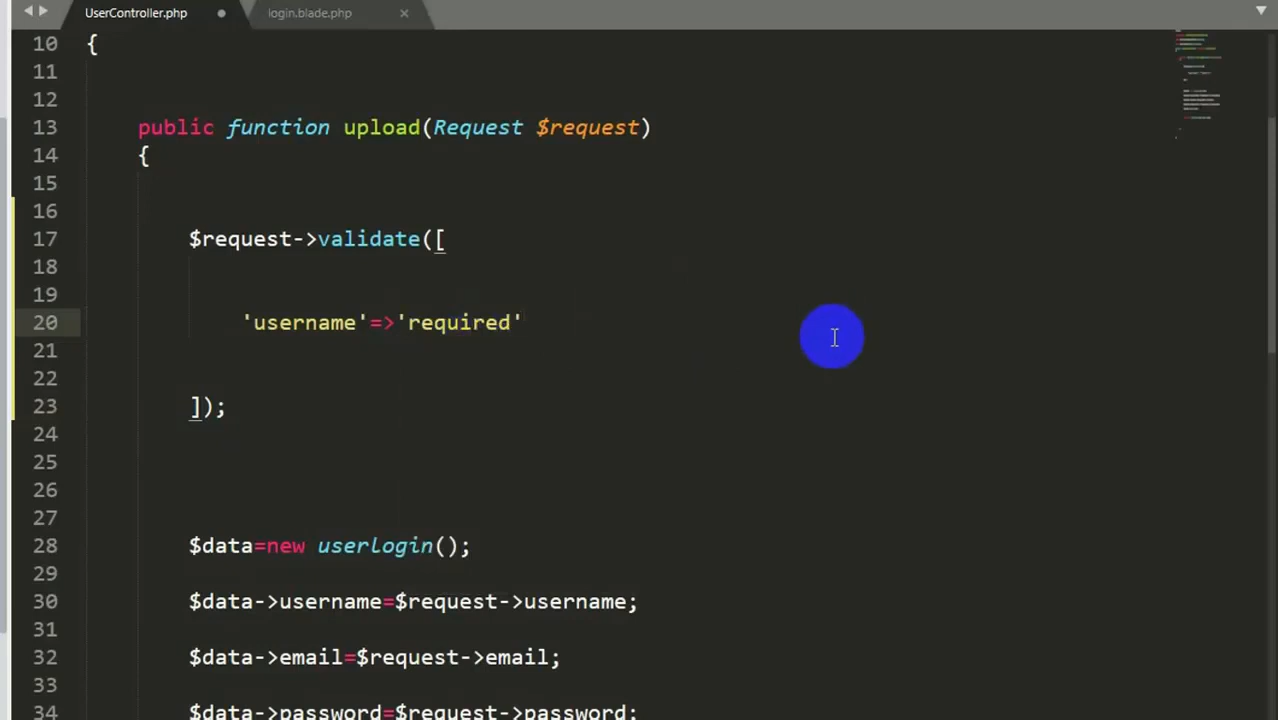 UserController.php login.blade.php
10 {
11
12
13 public function upload(Request $request)
14 {
15
16
17 $request->validate([
18
19
20 'username'=>'required'
21
22
23 ]);
24
25
26
27
28 $data=new userlogin();
29
30 $data->username=$request->username;
31
32 $data->email=$request->email;
33
34 $data->password=$request->password;